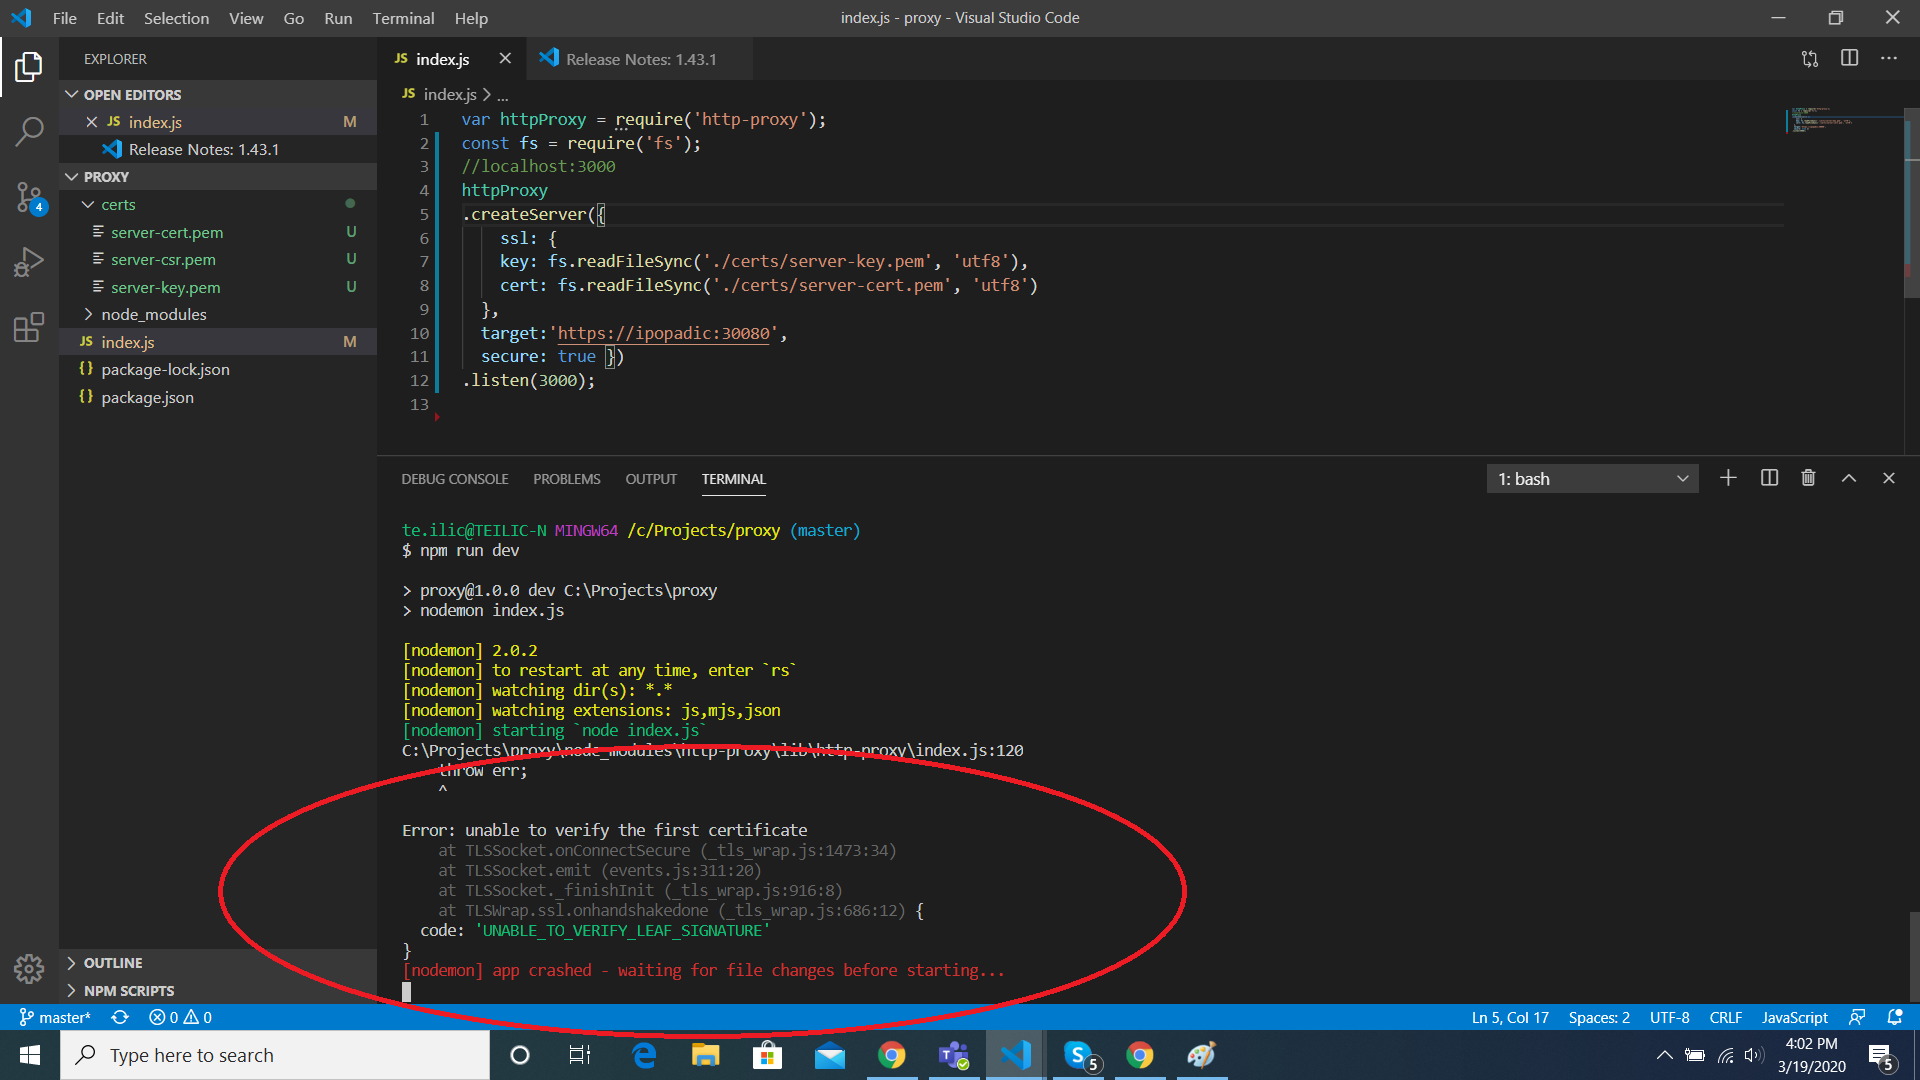 File Edit Selection View Go Run Terminal Help
index.js - proxy - Visual Studio Code
EXPLORER
OPEN EDITORS
JS index.js M
Release Notes: 1.43.1
PROXY
certs
server-cert.pem U
server-csr.pem U
server-key.pem U
node_modules
JS index.js M
{} package-lock.json
{} package.json
OUTLINE
NPM SCRIPTS
4
JS index.js
Release Notes: 1.43.1
JS index.js > ...
1 var httpProxy = require('http-proxy');
2 const fs = require('fs');
3 //localhost:3000
4 httpProxy
5 .createServer({
6 ssl: {
7 key: fs.readFileSync('./certs/server-key.pem', 'utf8'),
8 cert: fs.readFileSync('./certs/server-cert.pem', 'utf8')
9 },
10 target:'https://ipopadic:30080',
11 secure: true })
12 .listen(3000);
13
DEBUG CONSOLE PROBLEMS OUTPUT TERMINAL
1: bash
te.ilic@TEILIC-N MINGW64 /c/Projects/proxy (master)
$ npm run dev
> proxy@1.0.0 dev C:\Projects\proxy
> nodemon index.js
[nodemon] 2.0.2
[nodemon] to restart at any time, enter `rs`
[nodemon] watching dir(s): *.*
[nodemon] watching extensions: js,mjs,json
[nodemon] starting `node index.js`
C:\Projects\proxy\node_modules\http-proxy\lib\http-proxy\index.js:120
throw err;
^
Error: unable to verify the first certificate
at TLSSocket.onConnectSecure (_tls_wrap.js:1473:34)
at TLSSocket.emit (events.js:311:20)
at TLSSocket._finishInit (_tls_wrap.js:916:8)
at TLSWrap.ssl.onhandshakedone (_tls_wrap.js:686:12) {
code: 'UNABLE_TO_VERIFY_LEAF_SIGNATURE'
}
[nodemon] app crashed - waiting for file changes before starting...
master* 0 0
Ln 5, Col 17 Spaces: 2 UTF-8 CRLF JavaScript
Type here to search
5
4:02 PM
3/19/2020
5